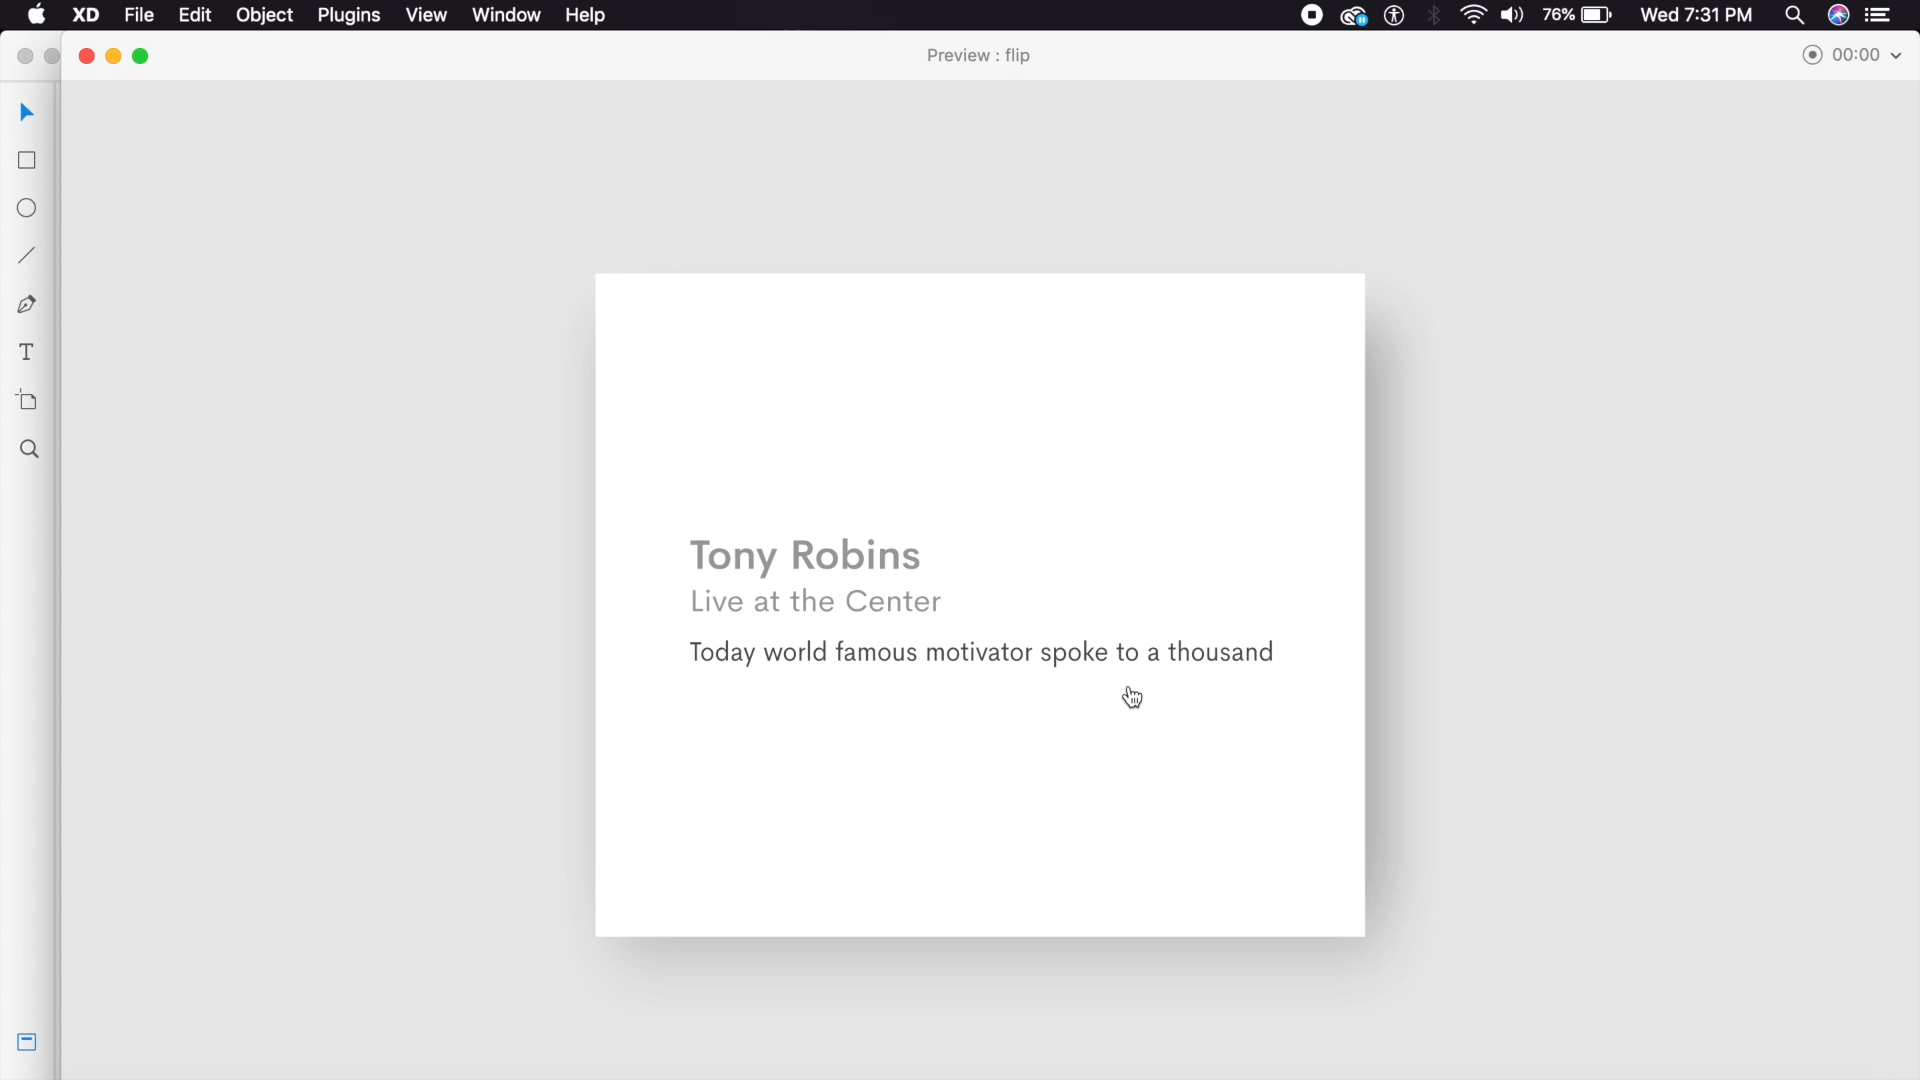 XD File Edit Object Plugins View Window Help 76% Wed 7:31 PM
Preview : flip 00:00
T
Tony Robins
Live at the Center
Today world famous motivator spoke to a thousand